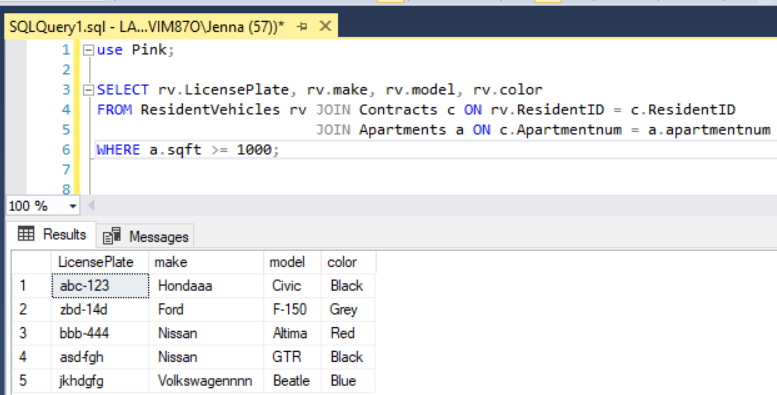 SQLQuery1.sql - LA...VIM87O\Jenna (57))*
1 use Pink;
2
3 SELECT rv.LicensePlate, rv.make, rv.model, rv.color
4 FROM ResidentVehicles rv JOIN Contracts c ON rv.ResidentID = c.ResidentID
5 JOIN Apartments a ON c.Apartmentnum = a.apartmentnum
6 WHERE a.sqft >= 1000;
7
8
100 %
Results Messages
LicensePlate make model color
1 abc-123 Hondaaa Civic Black
2 zbd-14d Ford F-150 Grey
3 bbb-444 Nissan Altima Red
4 asd-fgh Nissan GTR Black
5 jkhdgfg Volkswagennnn Beatle Blue